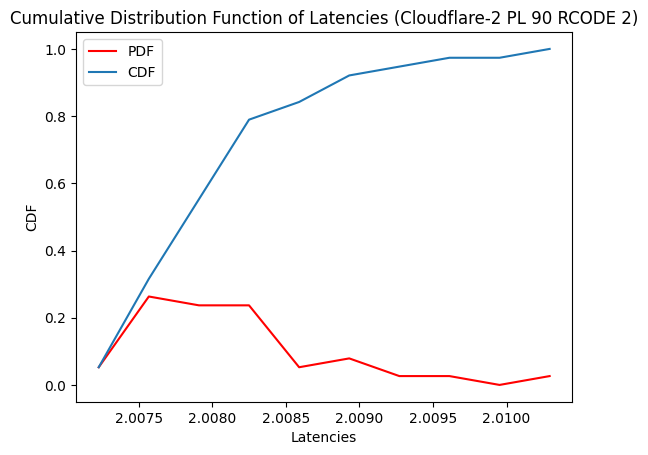 Cumulative Distribution Function of Latencies (Cloudflare-2 PL 90 RCODE 2)
PDF
CDF
1.0
0.8
0.6
0.4
0.2
0.0
CDF
2.0075 2.0080 2.0085 2.0090 2.0095 2.0100
Latencies